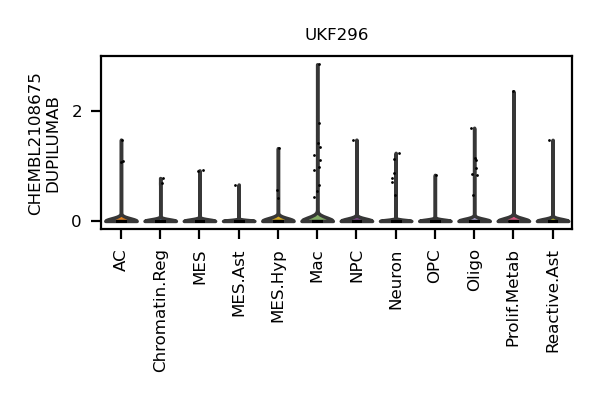 UKF296
CHEMBL2108675
DUPILUMAB
2
0
AC
Chromatin.Reg
MES
MES.Ast
MES.Hyp
Mac
NPC
Neuron
OPC
Oligo
Prolif.Metab
Reactive.Ast